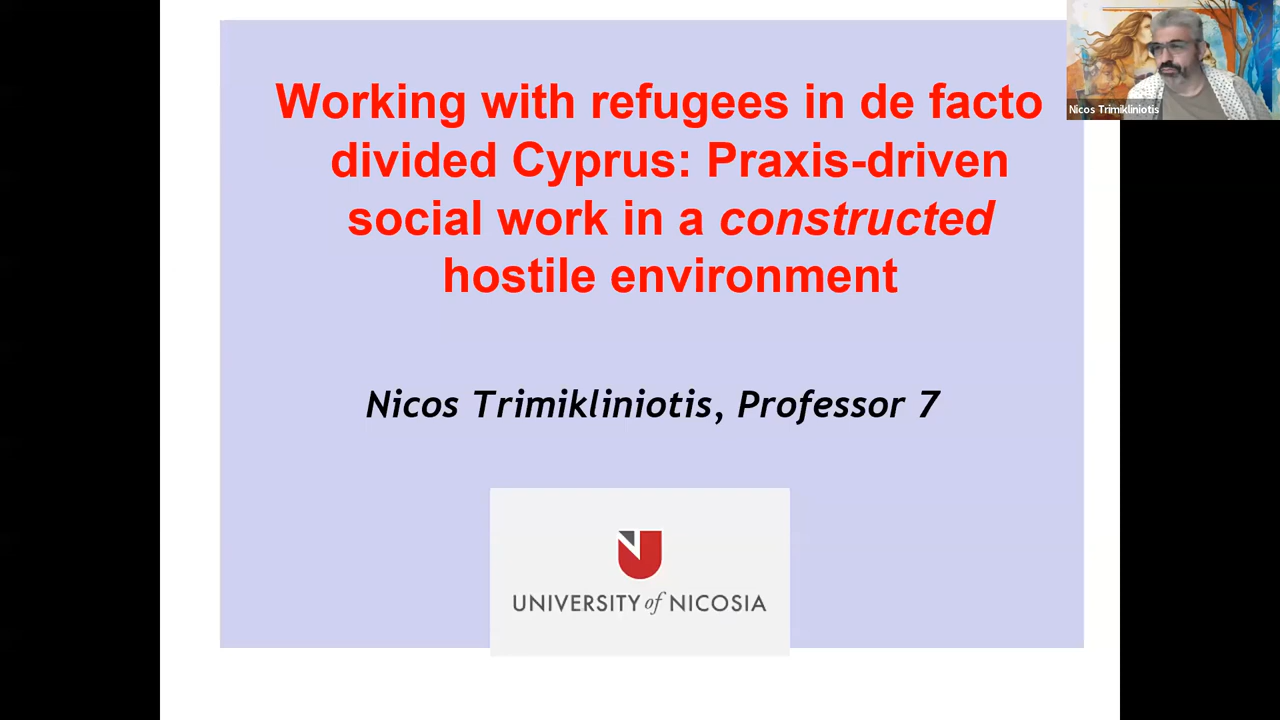 Working with refugees in de facto
divided Cyprus: Praxis-driven
social work in a constructed
hostile environment
Nicos Trimikliniotis, Professor 7
UNIVERSITY of NICOSIA
Nicos Trimikliniotis